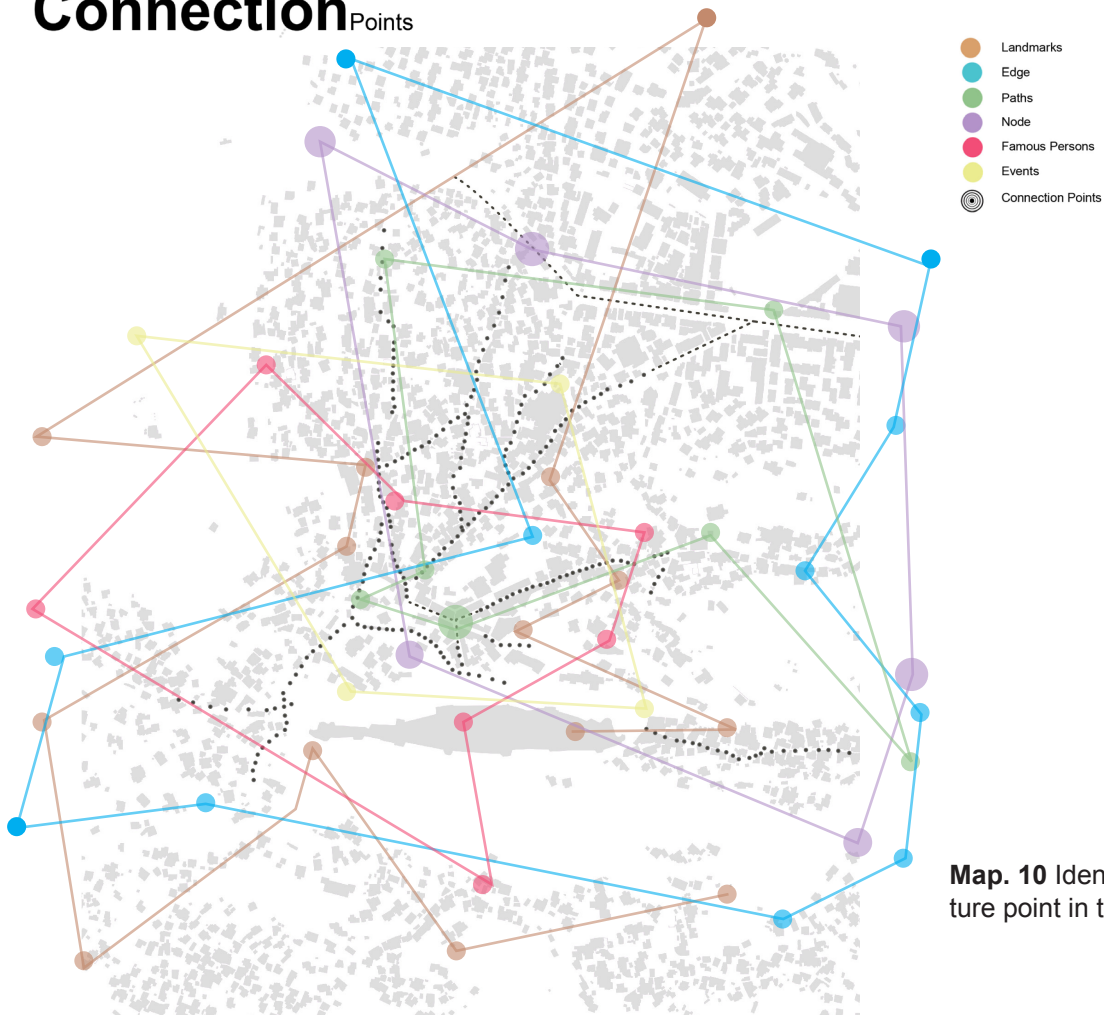 Connection Points
Landmarks
Edge
Paths
Node
Famous Persons
Events
Connection Points
Map. 10 Iden
ture point in t